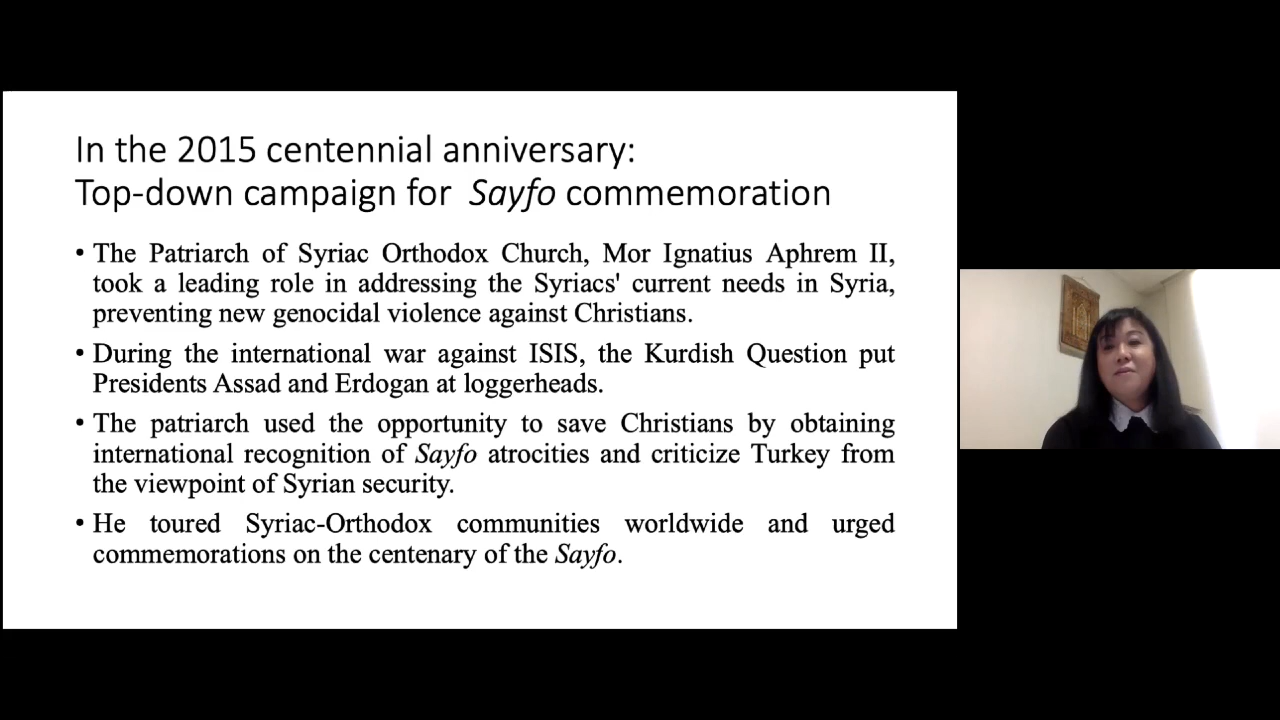 In the 2015 centennial anniversary:
Top-down campaign for Sayfo commemoration
• The Patriarch of Syriac Orthodox Church, Mor Ignatius Aphrem II,
took a leading role in addressing the Syriacs' current needs in Syria,
preventing new genocidal violence against Christians.
• During the international war against ISIS, the Kurdish Question put
Presidents Assad and Erdogan at loggerheads.
• The patriarch used the opportunity to save Christians by obtaining
international recognition of Sayfo atrocities and criticize Turkey from
the viewpoint of Syrian security.
• He toured Syriac-Orthodox communities worldwide and urged
commemorations on the centenary of the Sayfo.